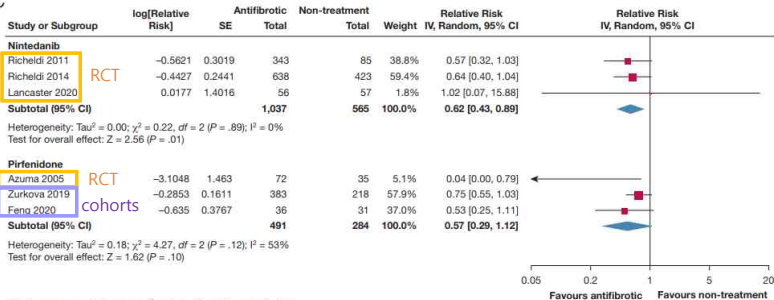 log[Relative Antifibrotic Non-treatment Relative Risk Relative Risk
Study or Subgroup Risk] SE Total Total Weight IV, Random, 95% CI IV, Random, 95% CI
Nintedanib
Richeldi 2011 −0.5621 0.3019 343 85 38.8% 0.57 [0.32, 1.03]
Richeldi 2014 RCT −0.4427 0.2441 638 423 59.4% 0.64 [0.40, 1.04]
Lancaster 2020 0.0177 1.4016 56 57 1.8% 1.02 [0.07, 15.88]
Subtotal (95% CI) 1,037 565 100.0% 0.62 [0.43, 0.89]
Heterogeneity: Tau² = 0.00; χ² = 0.22, df = 2 (P = .89); I² = 0%
Test for overall effect: Z = 2.56 (P = .01)
Pirfenidone
Azuma 2005 RCT −3.1048 1.463 72 35 5.1% 0.04 [0.00, 0.79]
Zurkova 2019 −0.2853 0.1611 383 218 57.9% 0.75 [0.55, 1.03]
Feng 2020 cohorts −0.635 0.3767 36 31 37.0% 0.53 [0.25, 1.11]
Subtotal (95% CI) 491 284 100.0% 0.57 [0.29, 1.12]
Heterogeneity: Tau² = 0.18; χ² = 4.27, df = 2 (P = .12); I² = 53%
Test for overall effect: Z = 1.62 (P = .10)
0.05 0.2 1 5 20
Favours antifibrotic Favours non-treatment